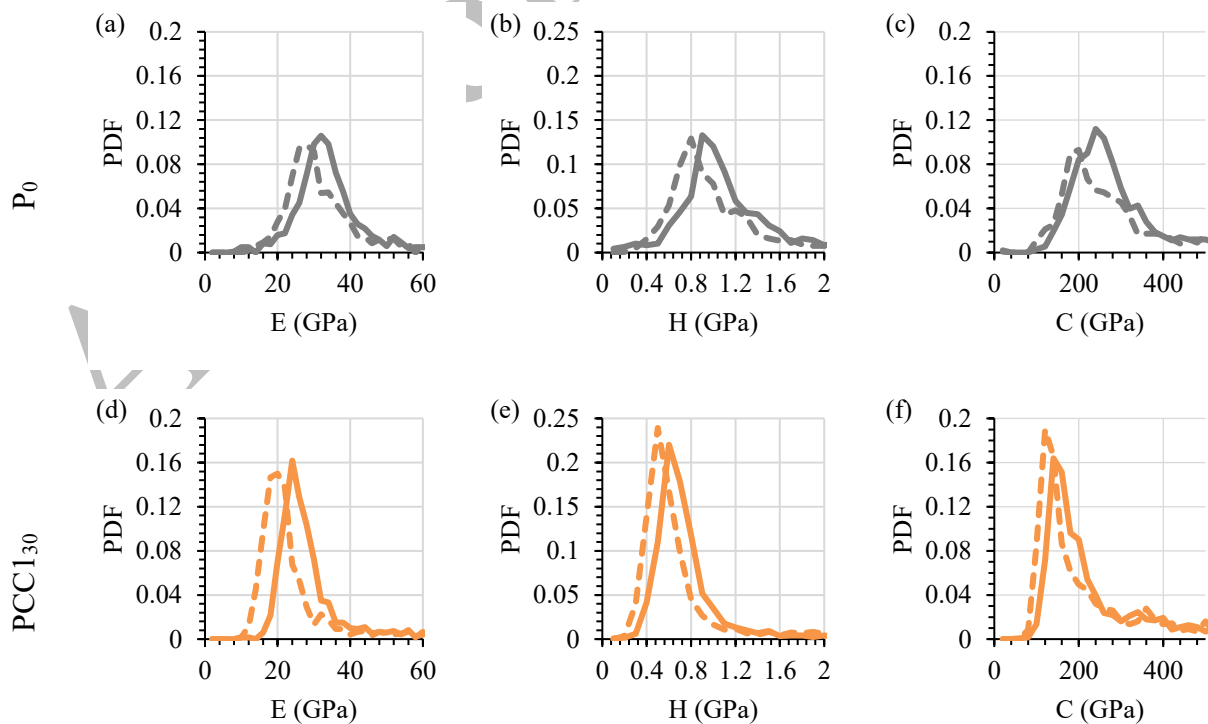 (a) (b) (c)
0.2 0.25 0.2
0.16 0.2 0.16
0.12 0.15 0.12
0.08 0.1 0.08
0.04 0.05 0.04
0 0 0
PDF PDF PDF
P0
0 20 40 60 0 0.4 0.8 1.2 1.6 2 0 200 400
E (GPa) H (GPa) C (GPa)
(d) (e) (f)
0.2 0.25 0.2
0.16 0.2 0.16
0.12 0.15 0.12
0.08 0.1 0.08
0.04 0.05 0.04
0 0 0
PDF PDF PDF
PCC130
0 20 40 60 0 0.4 0.8 1.2 1.6 2 0 200 400
E (GPa) H (GPa) C (GPa)